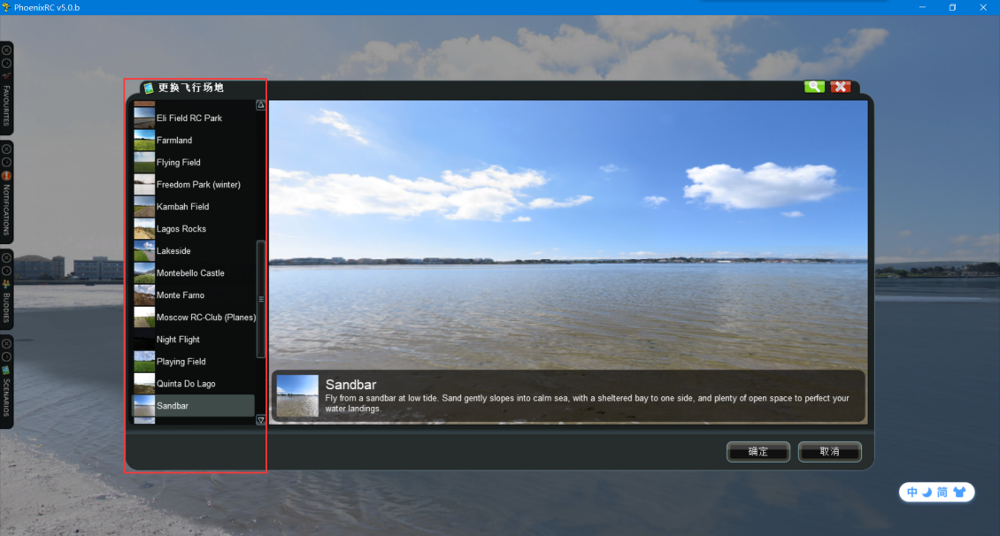 PhoenixRC v5.0.b
FAVOURITES
NOTIFICATIONS
BUDDIES
SCENARIOS
更换飞行场地
Eli Field RC Park
Farmland
Flying Field
Freedom Park (winter)
Kambah Field
Lagos Rocks
Lakeside
Montebello Castle
Monte Farno
Moscow RC-Club (Planes)
Night Flight
Playing Field
Quinta Do Lago
Sandbar
Sandbar
Fly from a sandbar at low tide. Sand gently slopes into calm sea, with a sheltered bay to one side, and plenty of open space to perfect your
water landings.
确定
取消
中 简